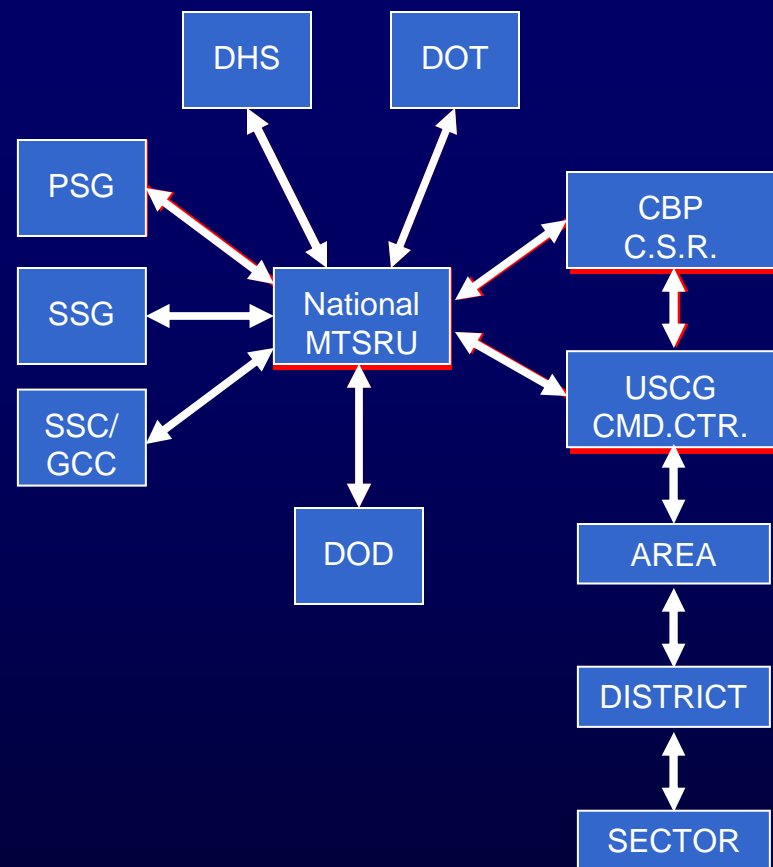 DHS
DOT
PSG
CBP
C.S.R.
SSG
National
MTSRU
USCG
CMD.CTR.
SSC/
GCC
DOD
AREA
DISTRICT
SECTOR